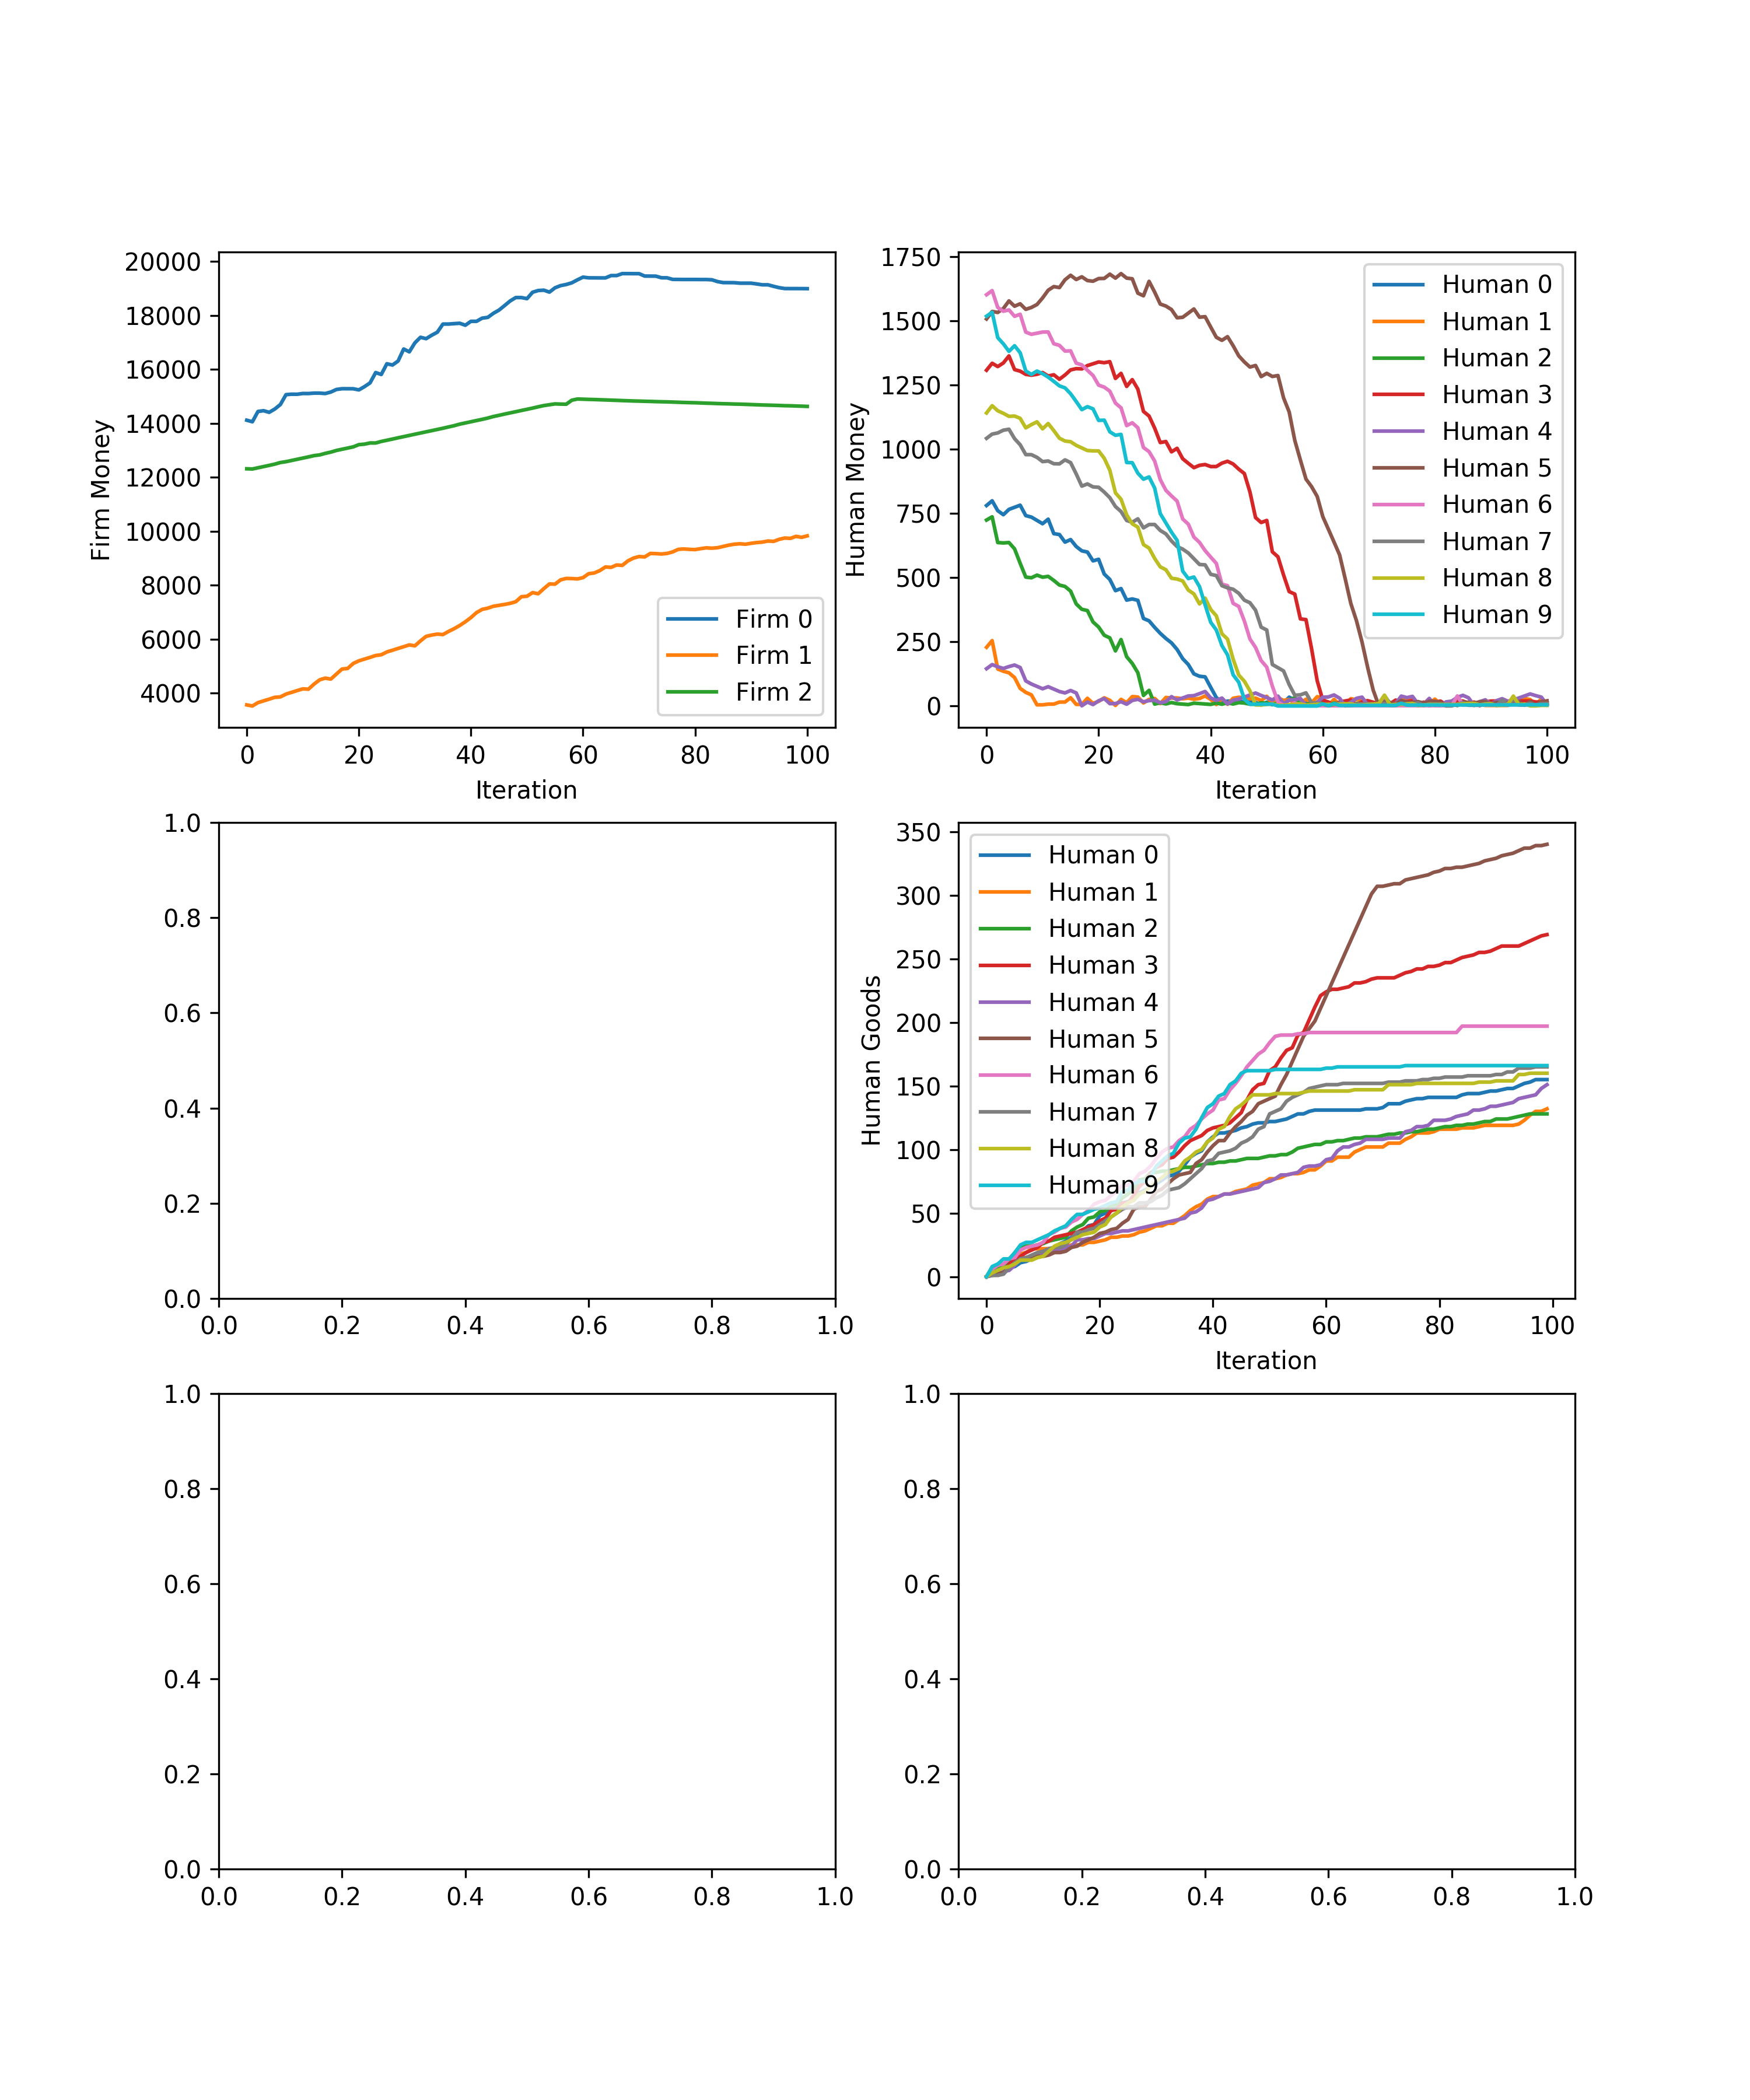 20000
18000
16000
14000
12000
10000
8000
6000
4000
Firm Money
0 20 40 60 80 100
Iteration
Firm 0
Firm 1
Firm 2
1750
1500
1250
1000
750
500
250
0
Human Money
0 20 40 60 80 100
Iteration
Human 0
Human 1
Human 2
Human 3
Human 4
Human 5
Human 6
Human 7
Human 8
Human 9
1.0
0.8
0.6
0.4
0.2
0.0
0.0 0.2 0.4 0.6 0.8 1.0
350
300
250
200
150
100
50
0
Human Goods
0 20 40 60 80 100
Iteration
Human 0
Human 1
Human 2
Human 3
Human 4
Human 5
Human 6
Human 7
Human 8
Human 9
1.0
0.8
0.6
0.4
0.2
0.0
0.0 0.2 0.4 0.6 0.8 1.0
1.0
0.8
0.6
0.4
0.2
0.0
0.0 0.2 0.4 0.6 0.8 1.0